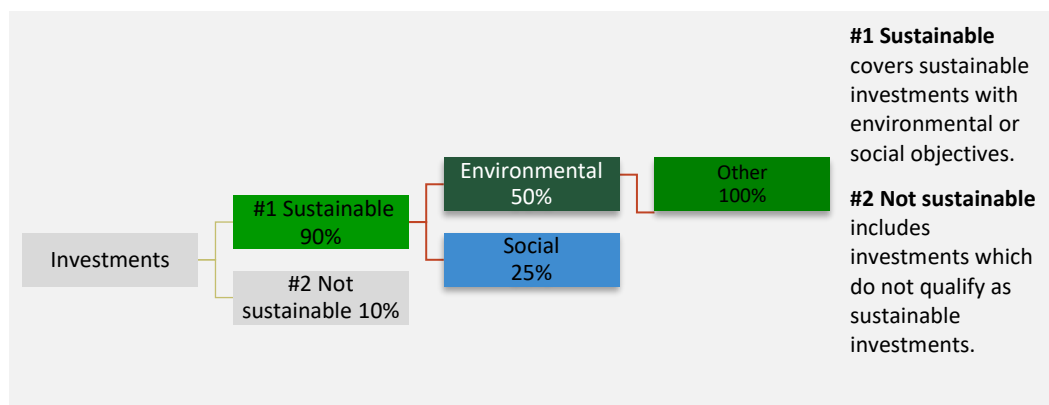 Investments
#1 Sustainable
90%
#2 Not
sustainable 10%
Environmental
50%
Social
25%
Other
100%
#1 Sustainable
covers sustainable
investments with
environmental or
social objectives.
#2 Not sustainable
includes
investments which
do not qualify as
sustainable
investments.